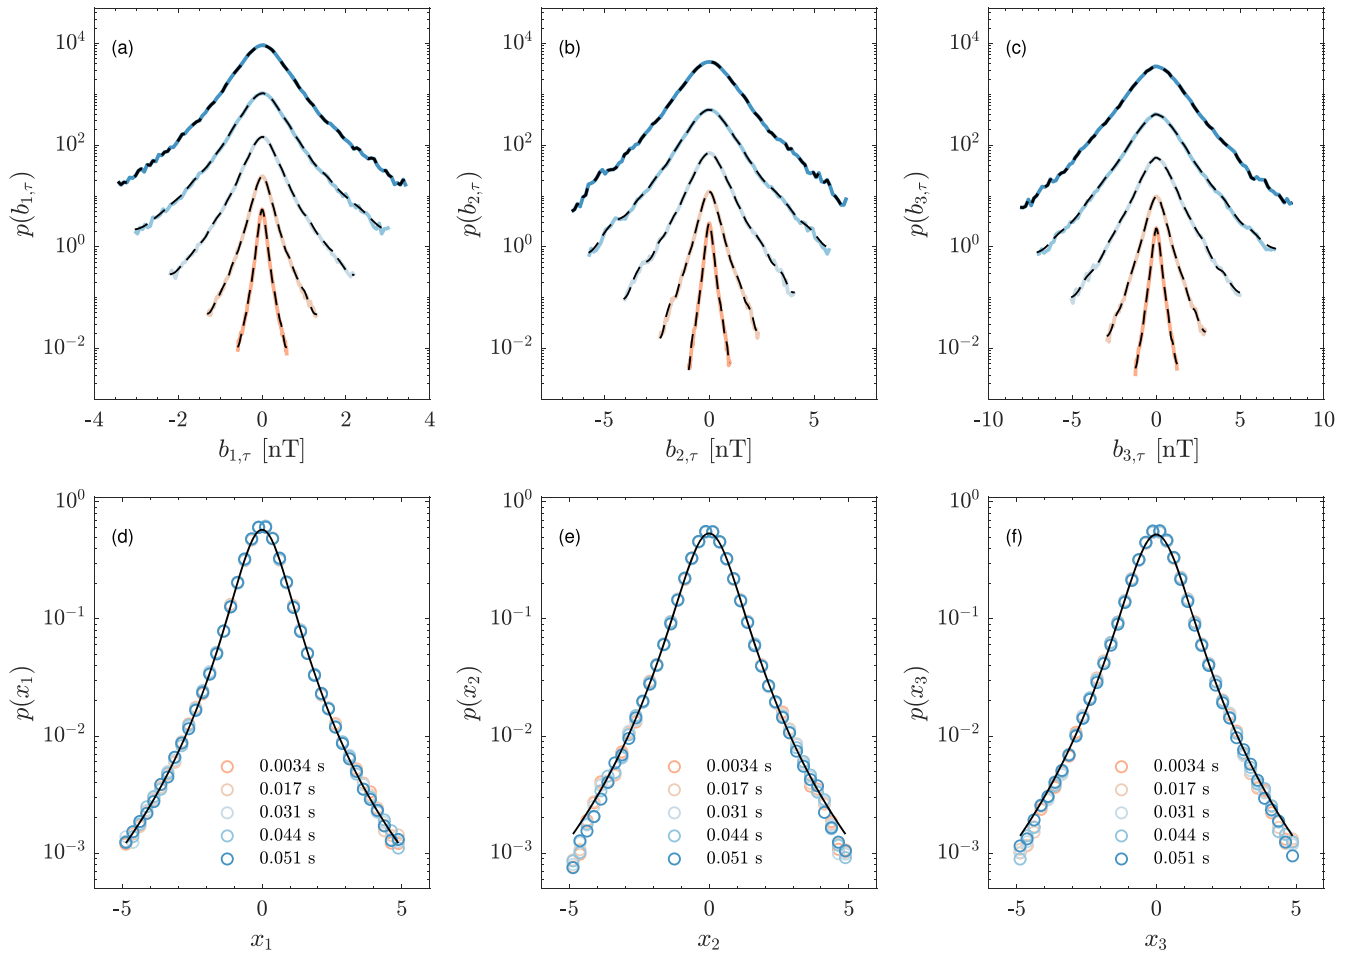 (a)
10^4
10^2
10^0
10^-2
p(b_{1,τ})
-4 -2 0 2 4
b_{1,τ} [nT]
(b)
10^4
10^2
10^0
10^-2
p(b_{2,τ})
-5 0 5
b_{2,τ} [nT]
(c)
10^4
10^2
10^0
10^-2
p(b_{3,τ})
-10 -5 0 5 10
b_{3,τ} [nT]
(d)
10^0
10^-1
10^-2
10^-3
p(x_1)
0.0034 s
0.017 s
0.031 s
0.044 s
0.051 s
-5 0 5
x_1
(e)
10^0
10^-1
10^-2
10^-3
p(x_2)
0.0034 s
0.017 s
0.031 s
0.044 s
0.051 s
-5 0 5
x_2
(f)
10^0
10^-1
10^-2
10^-3
p(x_3)
0.0034 s
0.017 s
0.031 s
0.044 s
0.051 s
-5 0 5
x_3